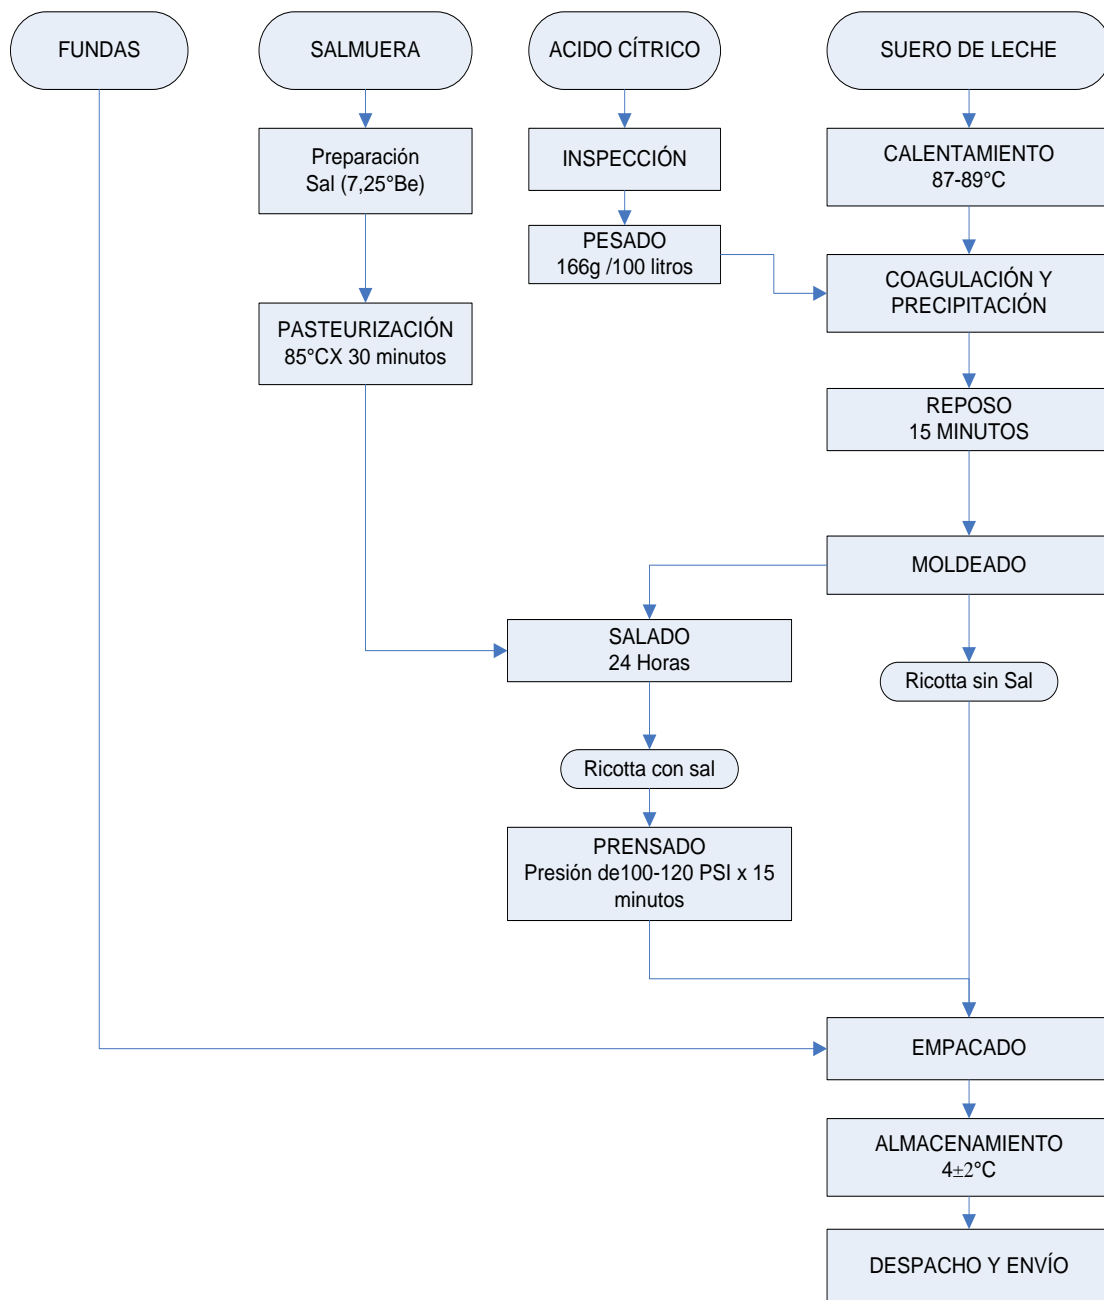 FUNDAS
SALMUERA
ACIDO CÍTRICO
SUERO DE LECHE
Preparación
Sal (7,25°Be)
INSPECCIÓN
CALENTAMIENTO
87-89°C
PESADO
166g /100 litros
COAGULACIÓN Y
PRECIPITACIÓN
PASTEURIZACIÓN
85°CX 30 minutos
REPOSO
15 MINUTOS
MOLDEADO
SALADO
24 Horas
Ricotta sin Sal
Ricotta con sal
PRENSADO
Presión de100-120 PSI x 15
minutos
EMPACADO
ALMACENAMIENTO
4±2°C
DESPACHO Y ENVÍO